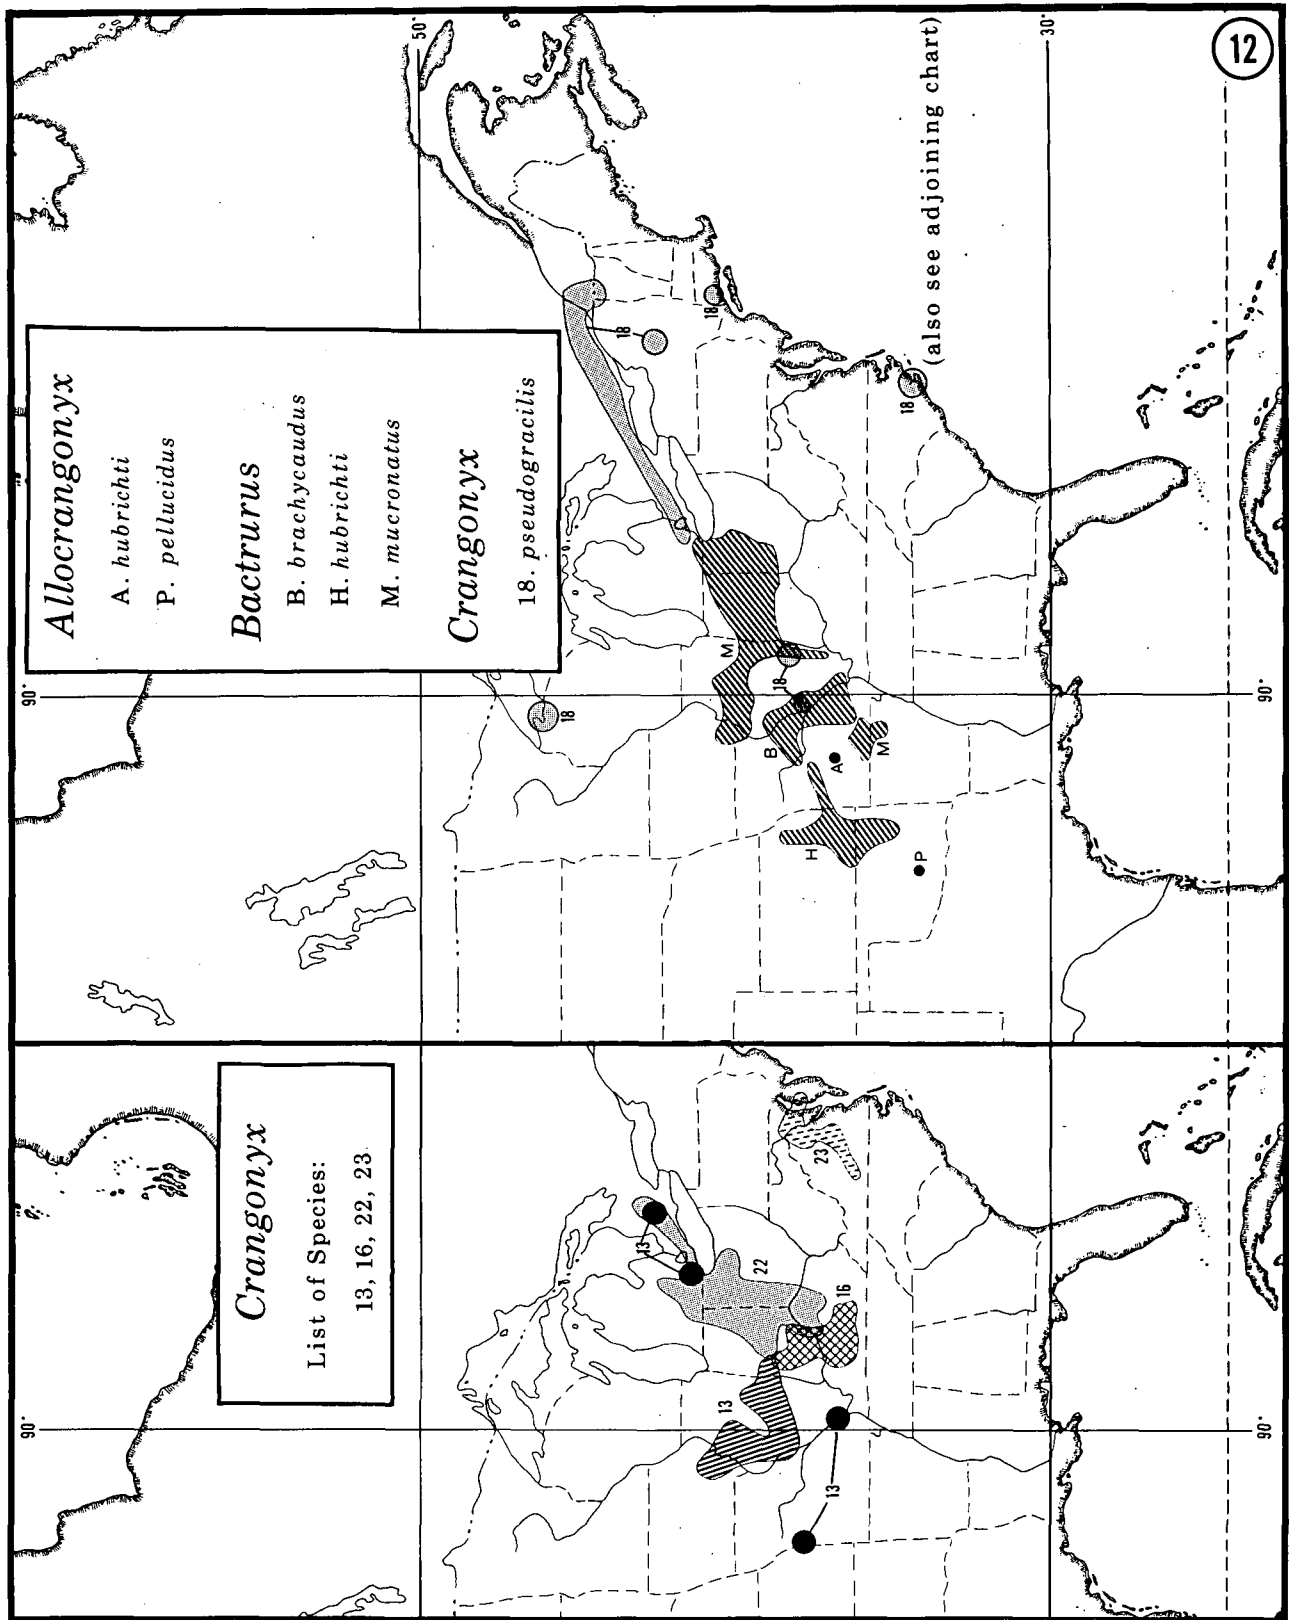 Crangonyx
List of Species:
13, 16, 22, 23
90°
13
13
13
22
16
23
90°
Allocrangonyx
A. hubrichti
P. pellucidus
Bactrurus
B. brachycaudus
H. hubrichti
M. mucronatus
Crangonyx
18. pseudogracilis
90°
50°
30°
18
18
18
18
18
M
B
A
M
H
P
(also see adjoining chart)
90°
12